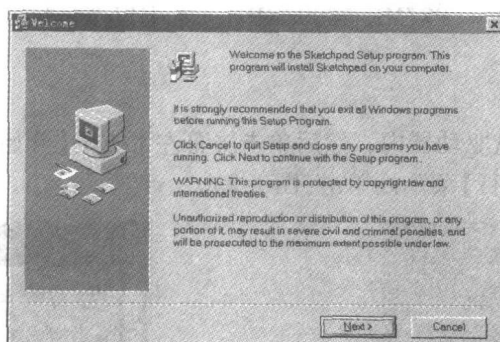 Welcome
Welcome to the Sketchpad Setup program. This
program will install Sketchpad on your computer.
It is strongly recommended that you exit all Windows programs
before running this Setup Program.
Click Cancel to quit Setup and close any programs you have
running. Click Next to continue with the Setup program.
WARNING: This program is protected by copyright law and
international treaties.
Unauthorized reproduction or distribution of this program, or any
portion of it, may result in severe civil and criminal penalties, and
will be prosecuted to the maximum extent possible under law.
Next >
Cancel